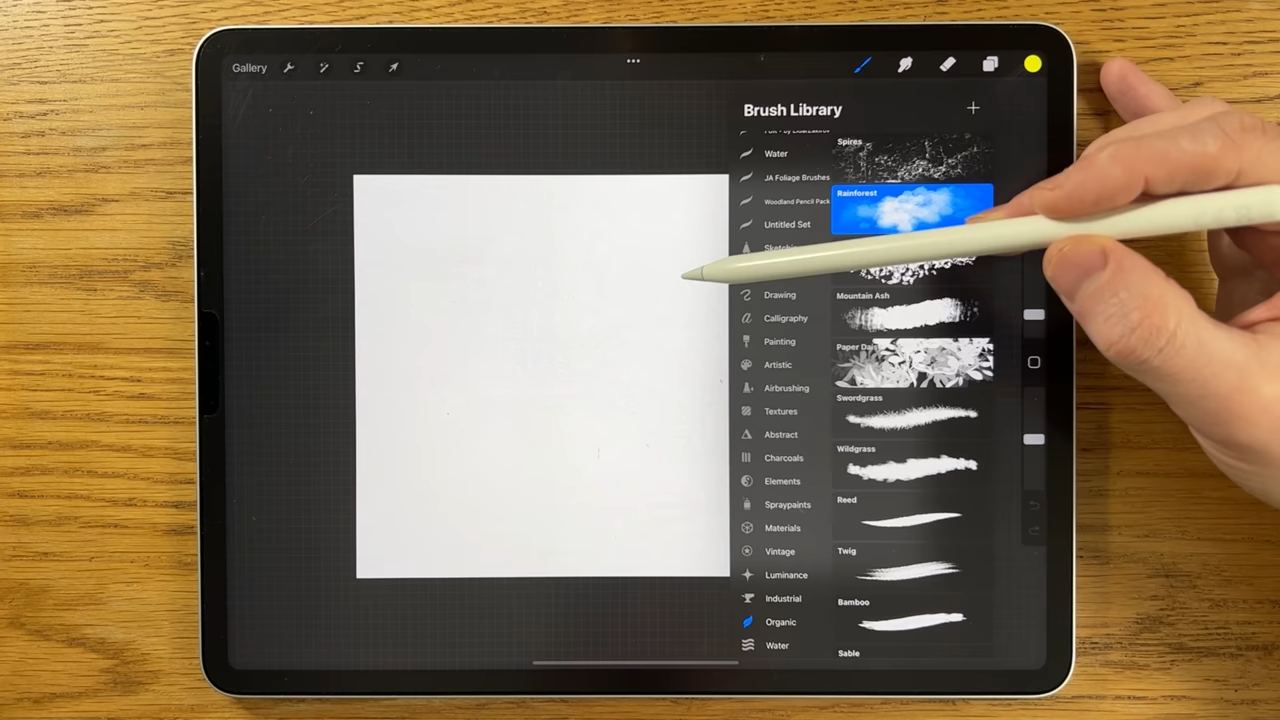 Gallery
Brush Library
Water
JA Foliage Brushes
Woodland Pencil Pack
Untitled Set
Drawing
Calligraphy
Painting
Artistic
Airbrushing
Textures
Abstract
Charcoals
Elements
Spraypaints
Materials
Vintage
Luminance
Industrial
Organic
Water
Spires
Rainforest
Mountain Ash
Paper Dais
Swordgrass
Wildgrass
Reed
Twig
Bamboo
Sable